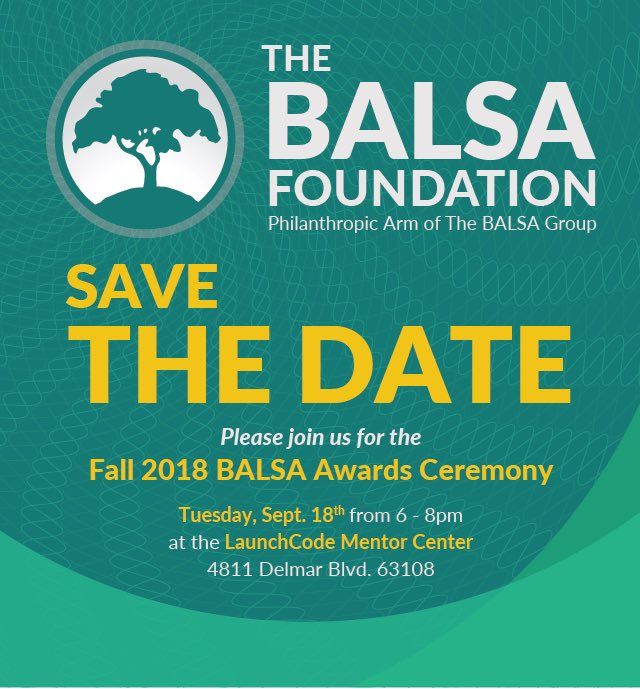 THE
BALSA
FOUNDATION
Philanthropic Arm of The BALSA Group
SAVE
THE DATE
Please join us for the
Fall 2018 BALSA Awards Ceremony
Tuesday, Sept. 18th from 6 - 8pm
at the LaunchCode Mentor Center
4811 Delmar Blvd. 63108